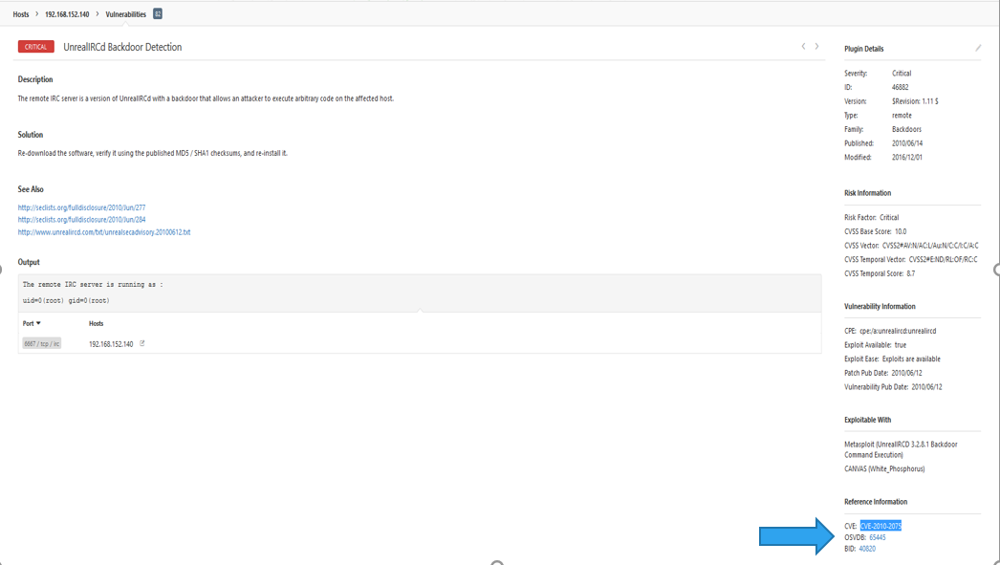 Hosts > 192.168.152.140 > Vulnerabilities 82
CRITICAL UnrealIRCd Backdoor Detection
Description
The remote IRC server is a version of UnrealIRCd with a backdoor that allows an attacker to execute arbitrary code on the affected host.
Solution
Re-download the software, verify it using the published MD5 / SHA1 checksums, and re-install it.
See Also
http://seclists.org/fulldisclosure/2010/Jun/277
http://seclists.org/fulldisclosure/2010/Jun/284
http://www.unrealircd.com/txt/unrealsecadvisory.20100612.txt
Output
The remote IRC server is running as :
uid=0(root) gid=0(root)
Port Hosts
6667 / tcp / irc 192.168.152.140
Plugin Details
Severity: Critical
ID: 46882
Version: $Revision: 1.11 $
Type: remote
Family: Backdoors
Published: 2010/06/14
Modified: 2016/12/01
Risk Information
Risk Factor: Critical
CVSS Base Score: 10.0
CVSS Vector: CVSS2#AV:N/AC:L/Au:N/C:C/I:C/A:C
CVSS Temporal Vector: CVSS2#E:ND/RL:OF/RC:C
CVSS Temporal Score: 8.7
Vulnerability Information
CPE: cpe:/a:unrealircd:unrealircd
Exploit Available: true
Exploit Ease: Exploits are available
Patch Pub Date: 2010/06/12
Vulnerability Pub Date: 2010/06/12
Exploitable With
Metasploit (UnrealIRCD 3.2.8.1 Backdoor
Command Execution)
CANVAS (White_Phosphorus)
Reference Information
CVE: CVE-2010-2075
OSVDB: 65445
BID: 40820